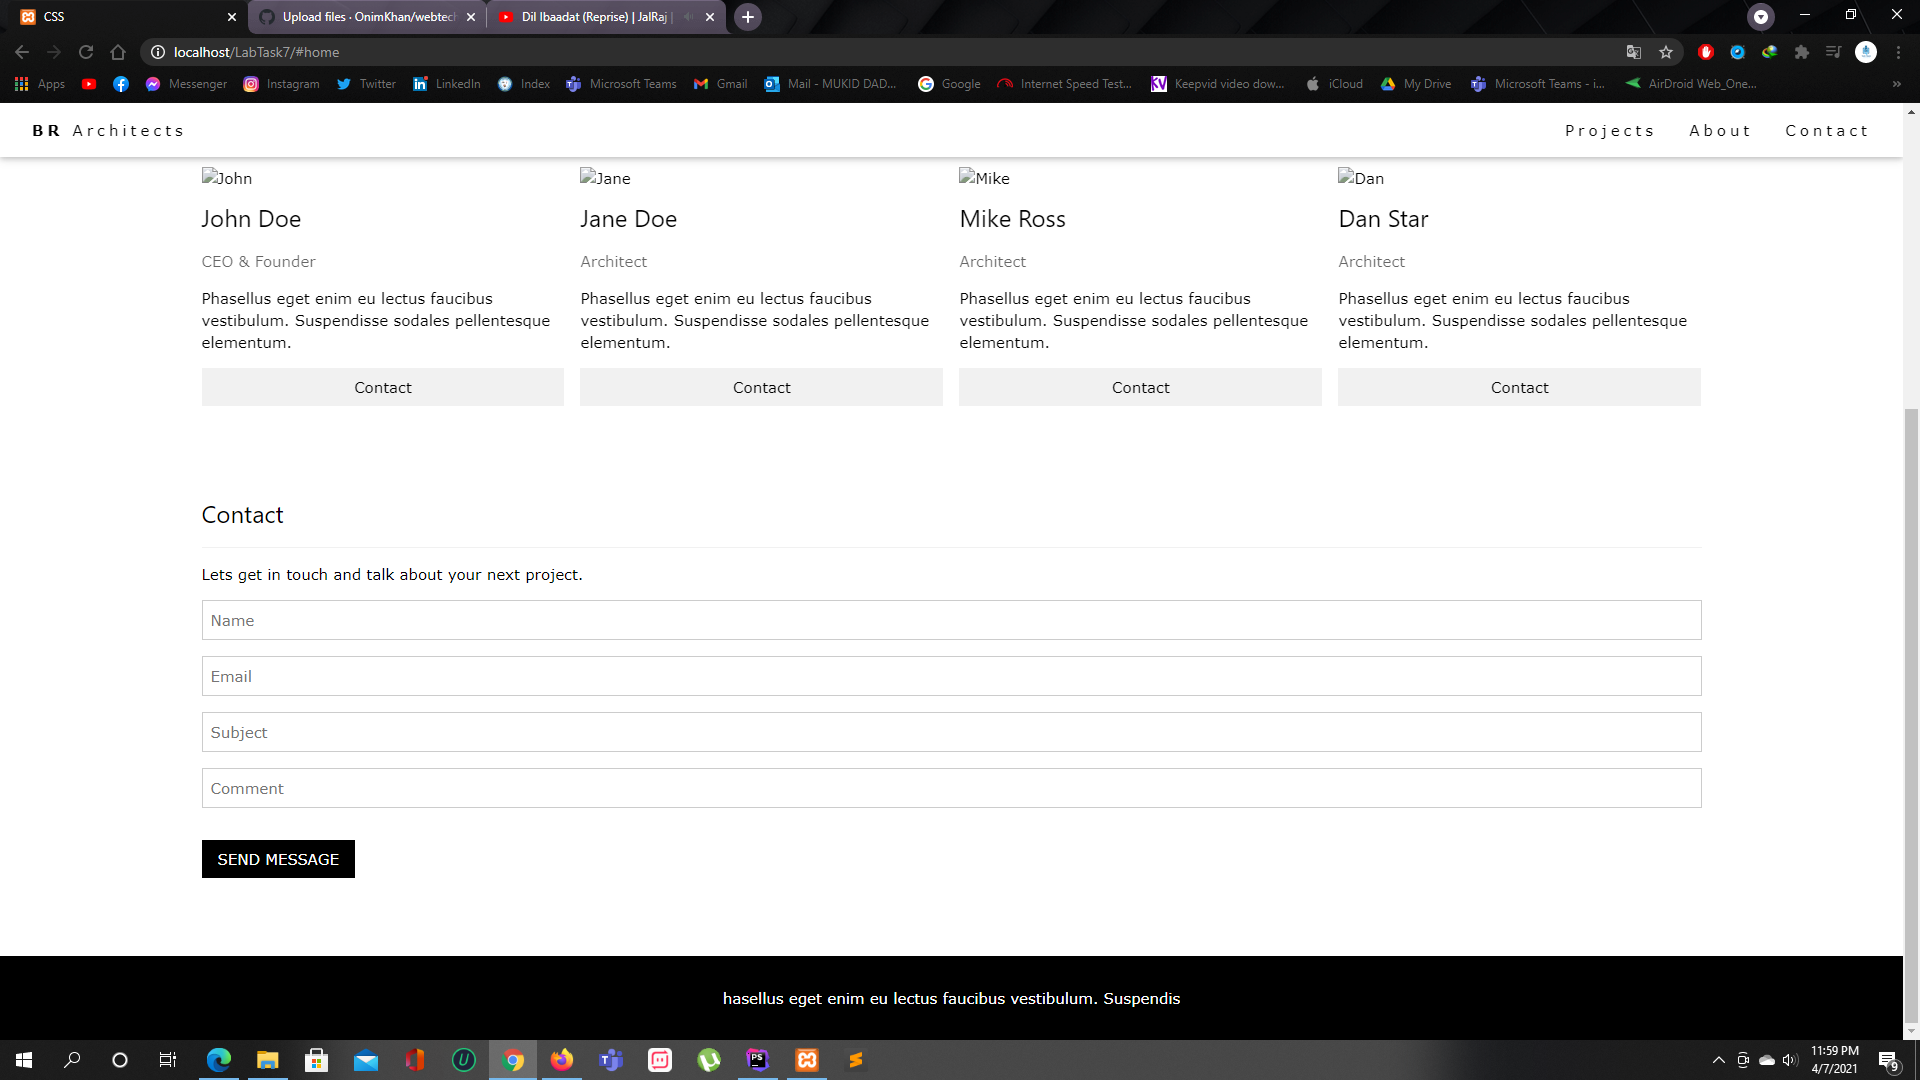 CSS
Upload files · OnimKhan/webtech
Dil Ibaadat (Reprise) | JalRaj |
localhost/LabTask7/#home
Apps
Messenger
Instagram
Twitter
LinkedIn
Index
Microsoft Teams
Gmail
Mail - MUKID DAD...
Google
Internet Speed Test...
Keepvid video dow...
iCloud
My Drive
Microsoft Teams - i...
AirDroid Web_One...
BR Architects
Projects
About
Contact
John
Jane
Mike
Dan
John Doe
Jane Doe
Mike Ross
Dan Star
CEO & Founder
Architect
Architect
Architect
Phasellus eget enim eu lectus faucibus
vestibulum. Suspendisse sodales pellentesque
elementum.
Phasellus eget enim eu lectus faucibus
vestibulum. Suspendisse sodales pellentesque
elementum.
Phasellus eget enim eu lectus faucibus
vestibulum. Suspendisse sodales pellentesque
elementum.
Phasellus eget enim eu lectus faucibus
vestibulum. Suspendisse sodales pellentesque
elementum.
Contact
Contact
Contact
Contact
Contact
Lets get in touch and talk about your next project.
Name
Email
Subject
Comment
SEND MESSAGE
hasellus eget enim eu lectus faucibus vestibulum. Suspendis
11:59 PM
4/7/2021
9